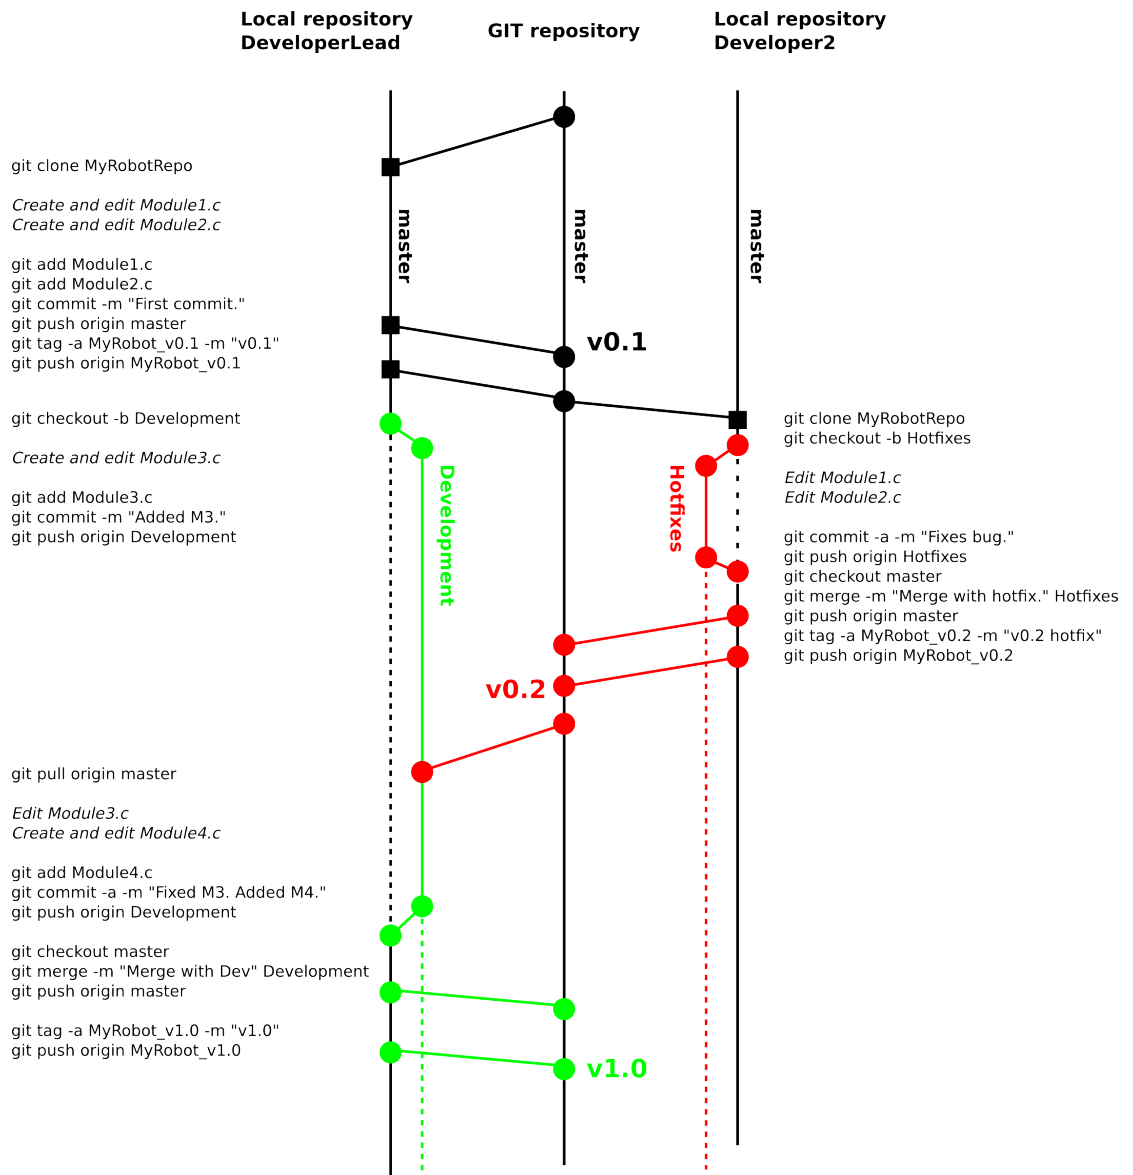 Local repository
DeveloperLead
GIT repository
Local repository
Developer2
git clone MyRobotRepo
Create and edit Module1.c
Create and edit Module2.c
git add Module1.c
git add Module2.c
git commit -m "First commit."
git push origin master
git tag -a MyRobot_v0.1 -m "v0.1"
git push origin MyRobot_v0.1
git checkout -b Development
Create and edit Module3.c
git add Module3.c
git commit -m "Added M3."
git push origin Development
git pull origin master
Edit Module3.c
Create and edit Module4.c
git add Module4.c
git commit -a -m "Fixed M3. Added M4."
git push origin Development
git checkout master
git merge -m "Merge with Dev" Development
git push origin master
git tag -a MyRobot_v1.0 -m "v1.0"
git push origin MyRobot_v1.0
master
Development
master
v0.1
v0.2
v1.0
master
Hotfixes
git clone MyRobotRepo
git checkout -b Hotfixes
Edit Module1.c
Edit Module2.c
git commit -a -m "Fixes bug."
git push origin Hotfixes
git checkout master
git merge -m "Merge with hotfix." Hotfixes
git push origin master
git tag -a MyRobot_v0.2 -m "v0.2 hotfix"
git push origin MyRobot_v0.2